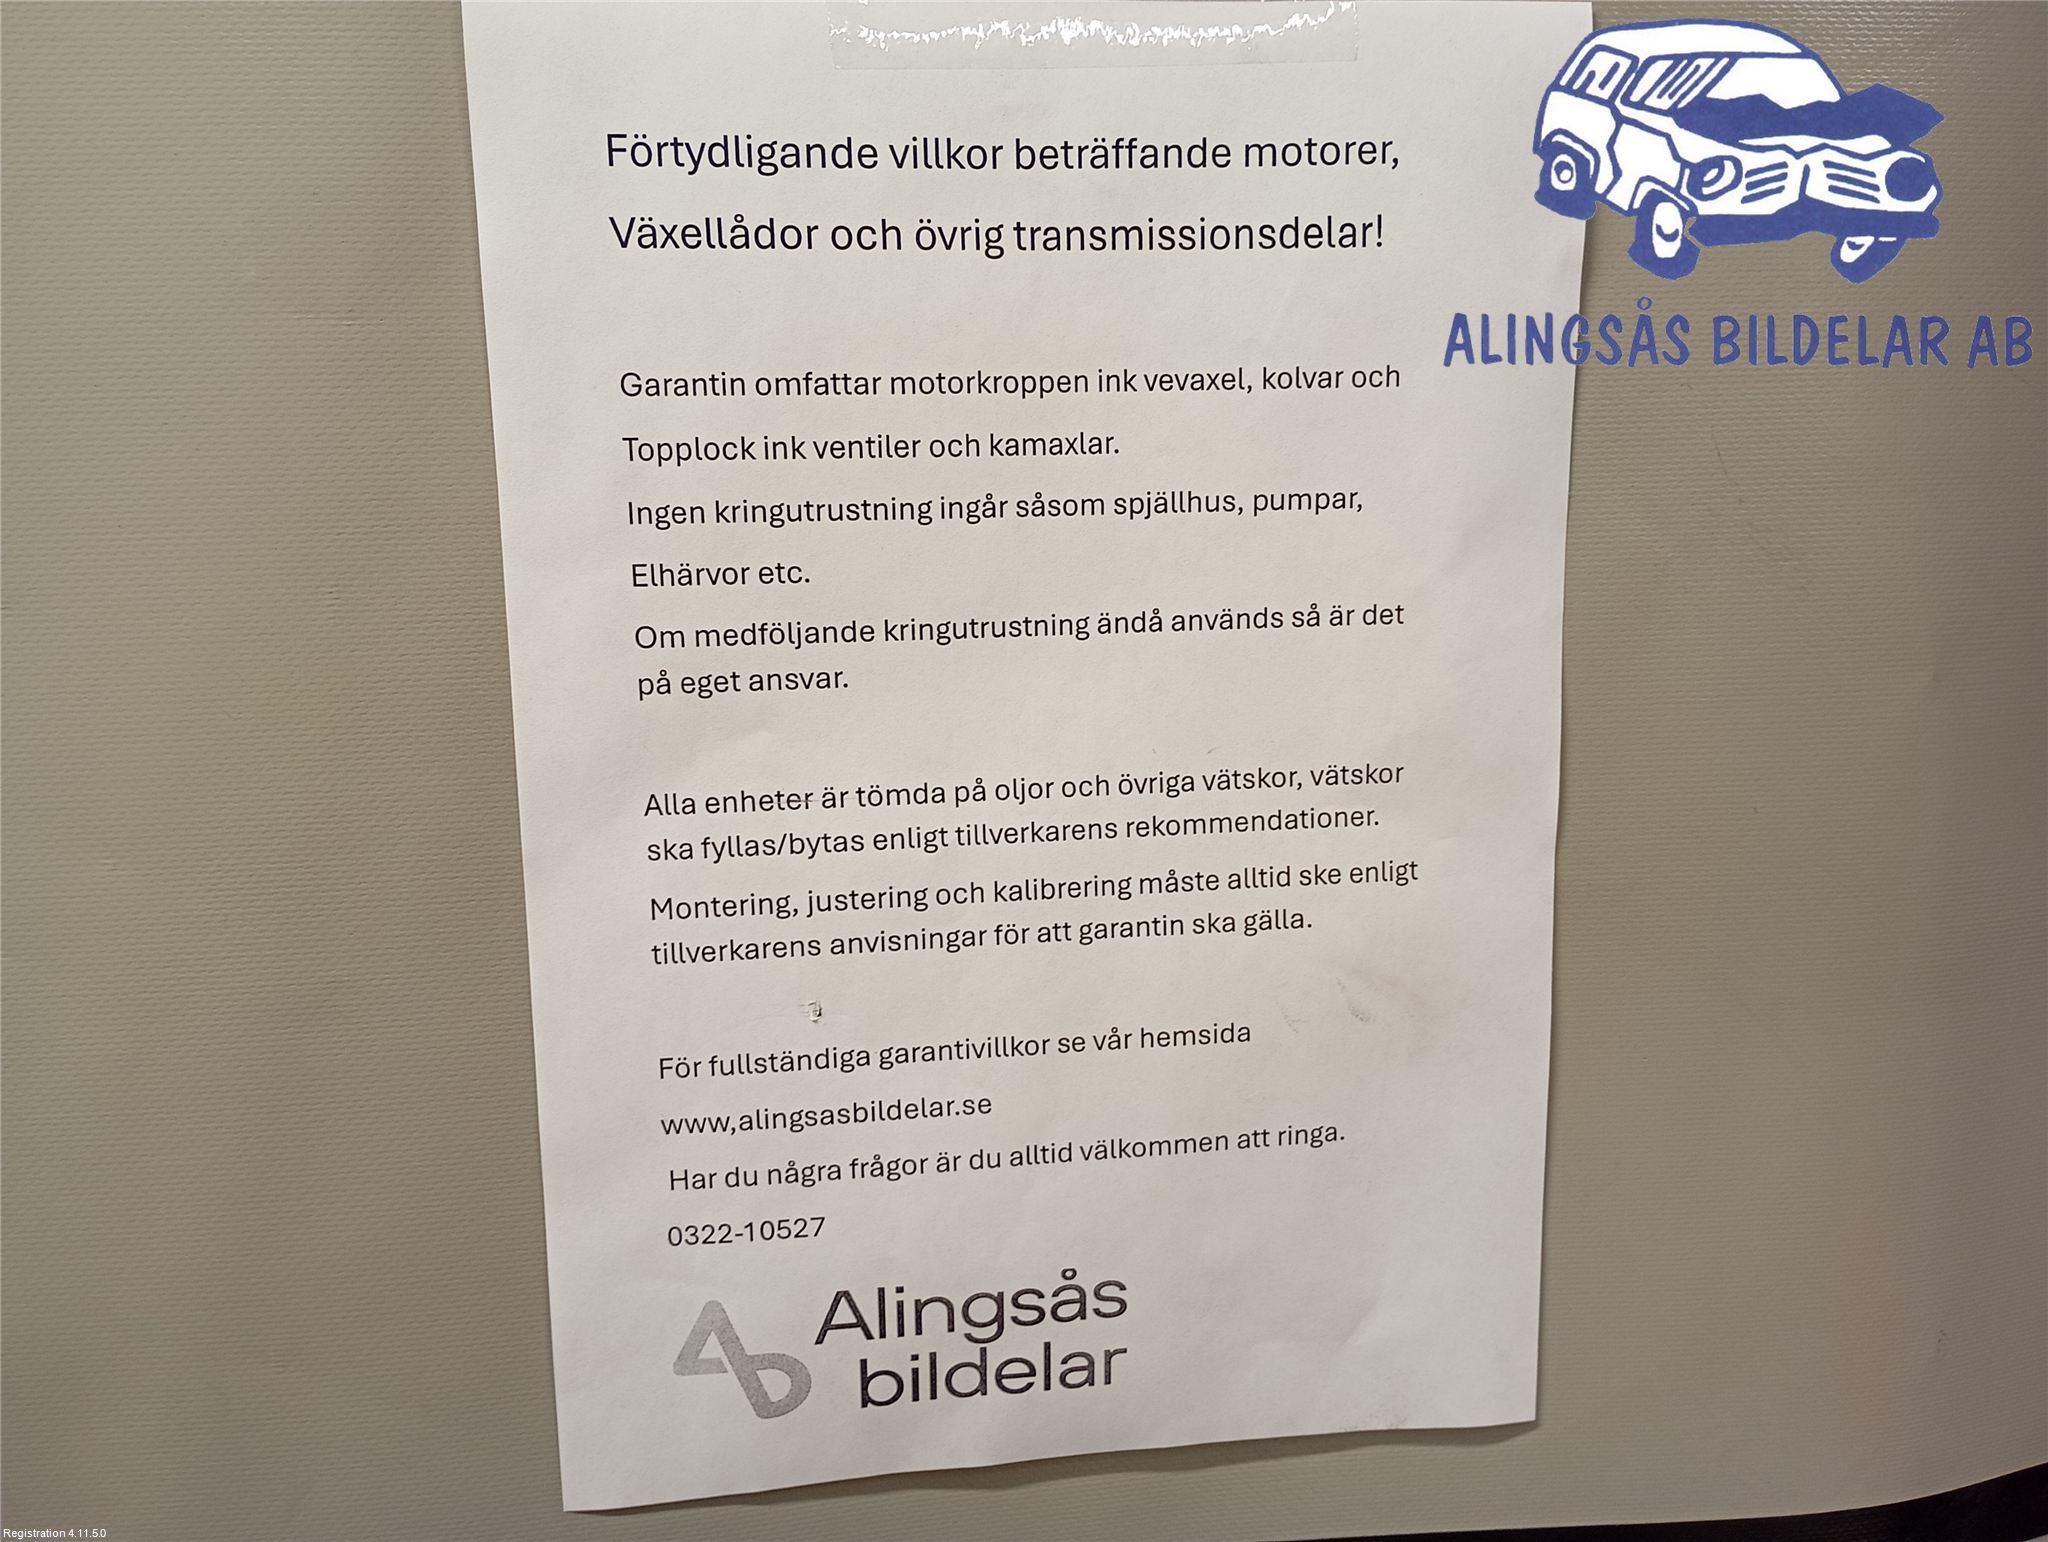 Förtydligande villkor beträffande motorer,
Växellådor och övrig transmissionsdelar!
ALINGSÅS BILDELAR AB
Garantin omfattar motorkroppen ink vevaxel, kolvar och
Topplock ink ventiler och kamaxlar.
Ingen kringutrustning ingår såsom spjällhus, pumpar,
Elhärvor etc.
Om medföljande kringutrustning ändå används så är det
på eget ansvar.
Alla enheter är tömda på oljor och övriga vätskor, vätskor
ska fyllas/bytas enligt tillverkarens rekommendationer.
Montering, justering och kalibrering måste alltid ske enligt
tillverkarens anvisningar för att garantin ska gälla.
För fullständiga garantivillkor se vår hemsida
www,alingsasbildelar.se
Har du några frågor är du alltid välkommen att ringa.
0322-10527
Alingsås
bildelar
Registration 4.11.5.0